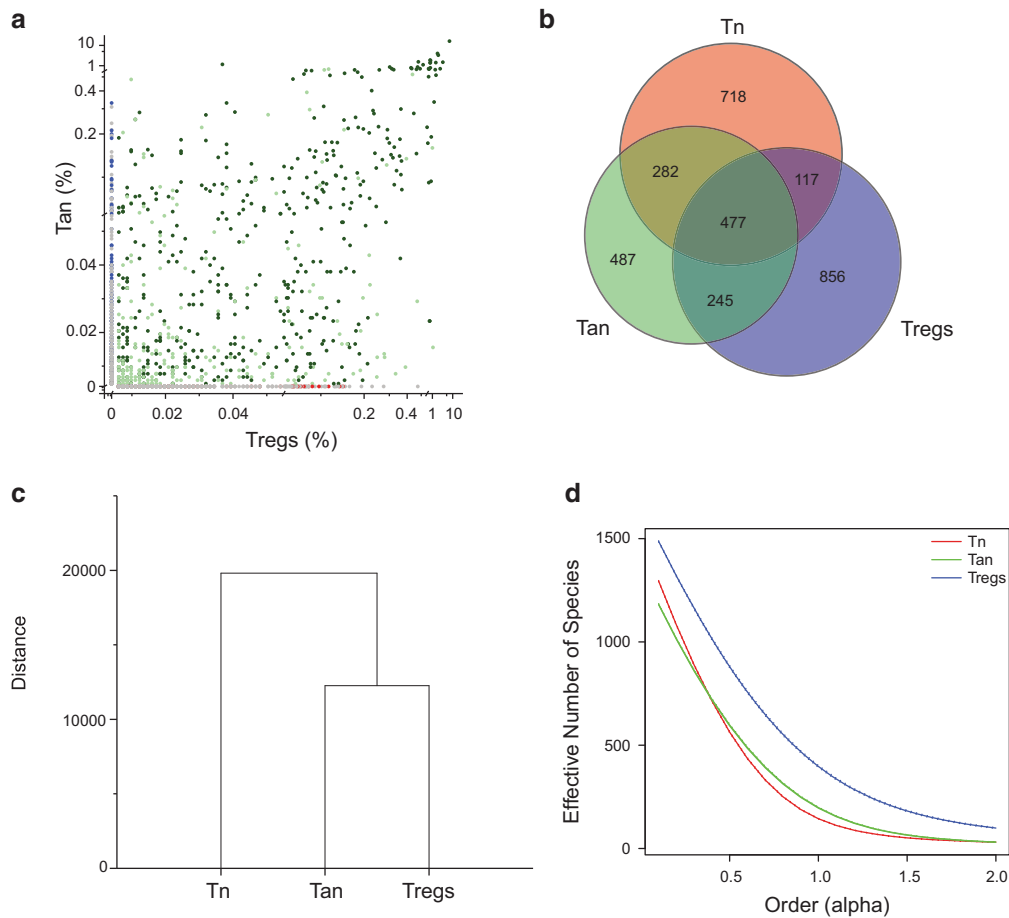 a
Tan (%)
10
1
0.4
0.2
0.04
0.02
0
0 0.02 0.04 0.2 0.4 1 10
Tregs (%)
b
Tn
718
282 117
477
487 856
245
Tan Tregs
c
Distance
20000
10000
0
Tn Tan Tregs
d
Effective Number of Species
1500
1000
500
0
Tn
Tan
Tregs
0.5 1.0 1.5 2.0
Order (alpha)